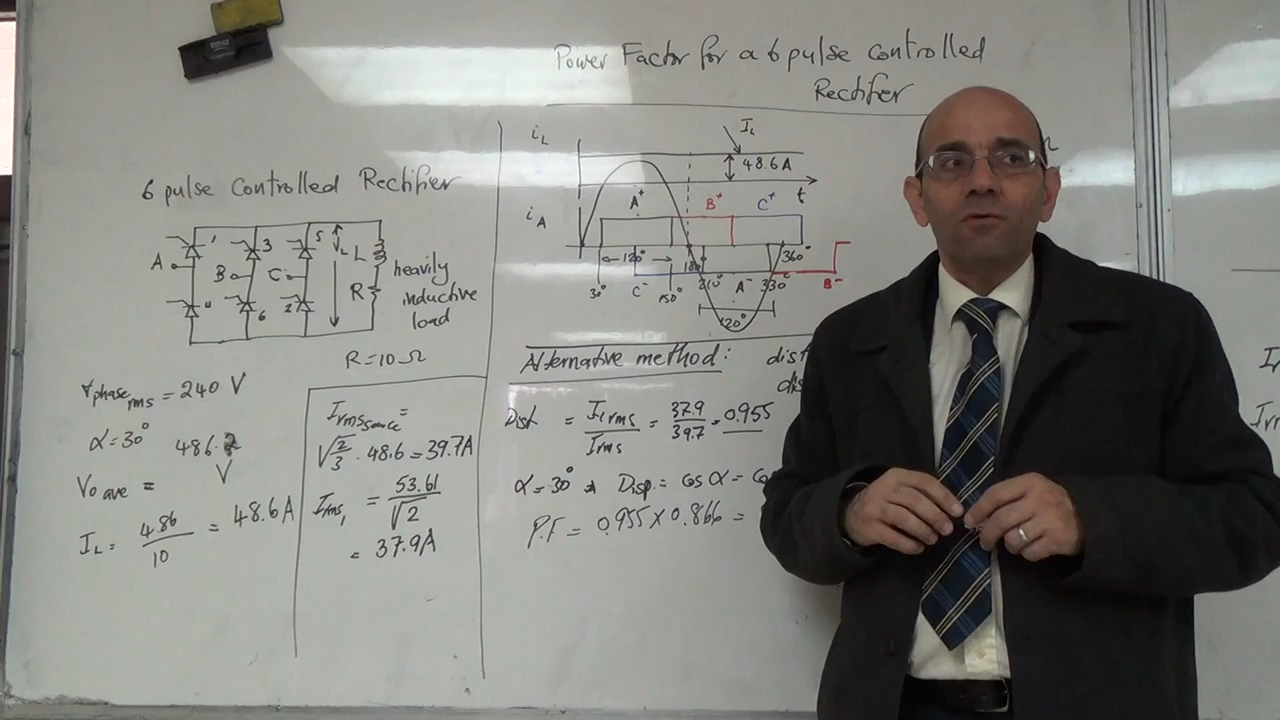 Power Factor for a 6 pulse controlled
Rectifier
6 pulse Controlled Rectifier
A
B
C
1
3
5
4
6
2
VL
L
R
heavily
inductive
load
R=10Ω
Vphase rms = 240 V
α=30°
486.2
V
Vo ave =
IL = 486/10 = 48.6A
Irms source =
√2/3 . 48.6 = 39.7A
Irms1 = 53.61/√2
= 37.9A
iL
IL
48.6A
t
iA
A+
B+
C+
120°
180°
360°
30°
C-
150°
210°
A-
330°
B-
120°
Alternative method:
Dist = I1rms/Irms = 37.9/39.7 = 0.955
α=30° ⇒ Disp = cos α =
P.F = 0.955 X 0.866 =